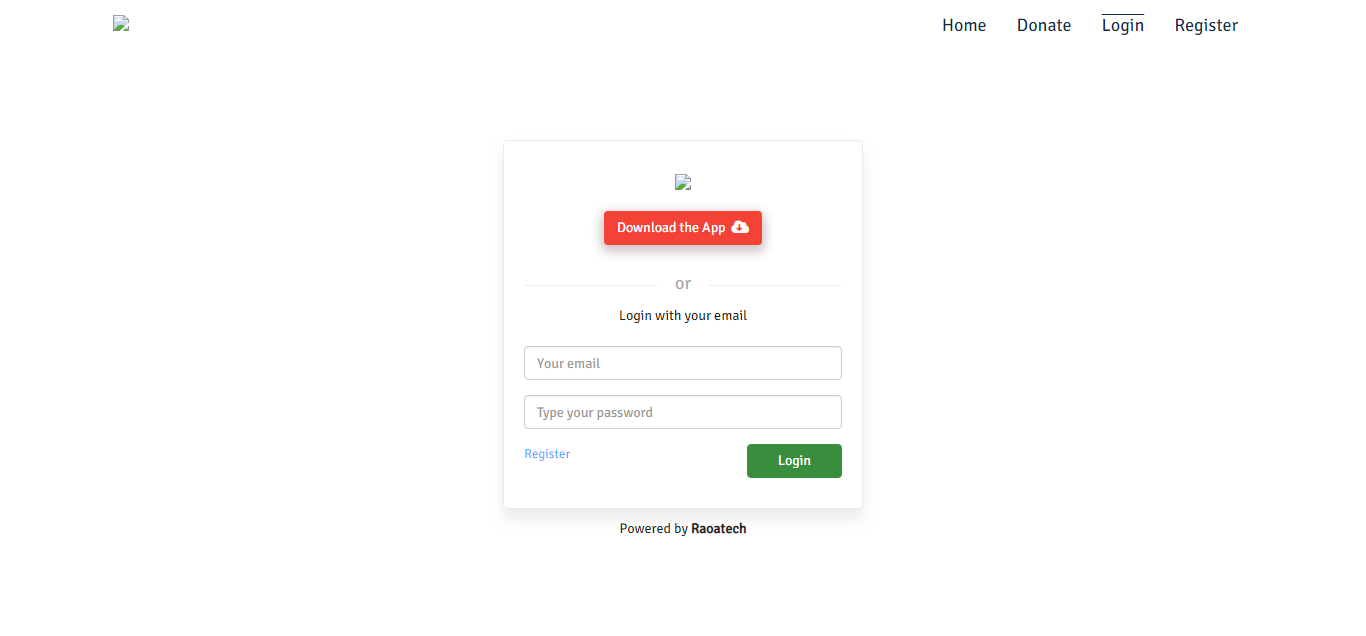 Home Donate Login Register
Download the App
or
Login with your email
Your email
Type your password
Register Login
Powered by Raoatech